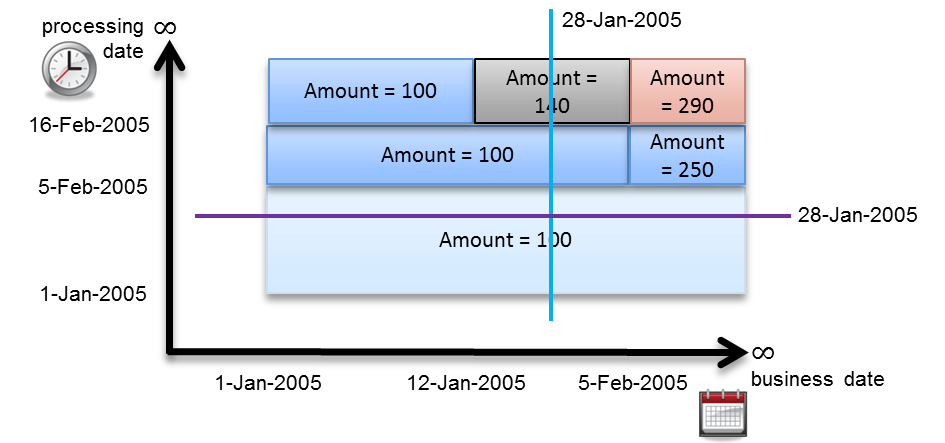 processing ∞
date
28-Jan-2005
Amount = 100
Amount =
140
Amount
= 290
16-Feb-2005
Amount = 100
Amount
= 250
5-Feb-2005
28-Jan-2005
Amount = 100
1-Jan-2005
∞
1-Jan-2005
12-Jan-2005
5-Feb-2005
business date